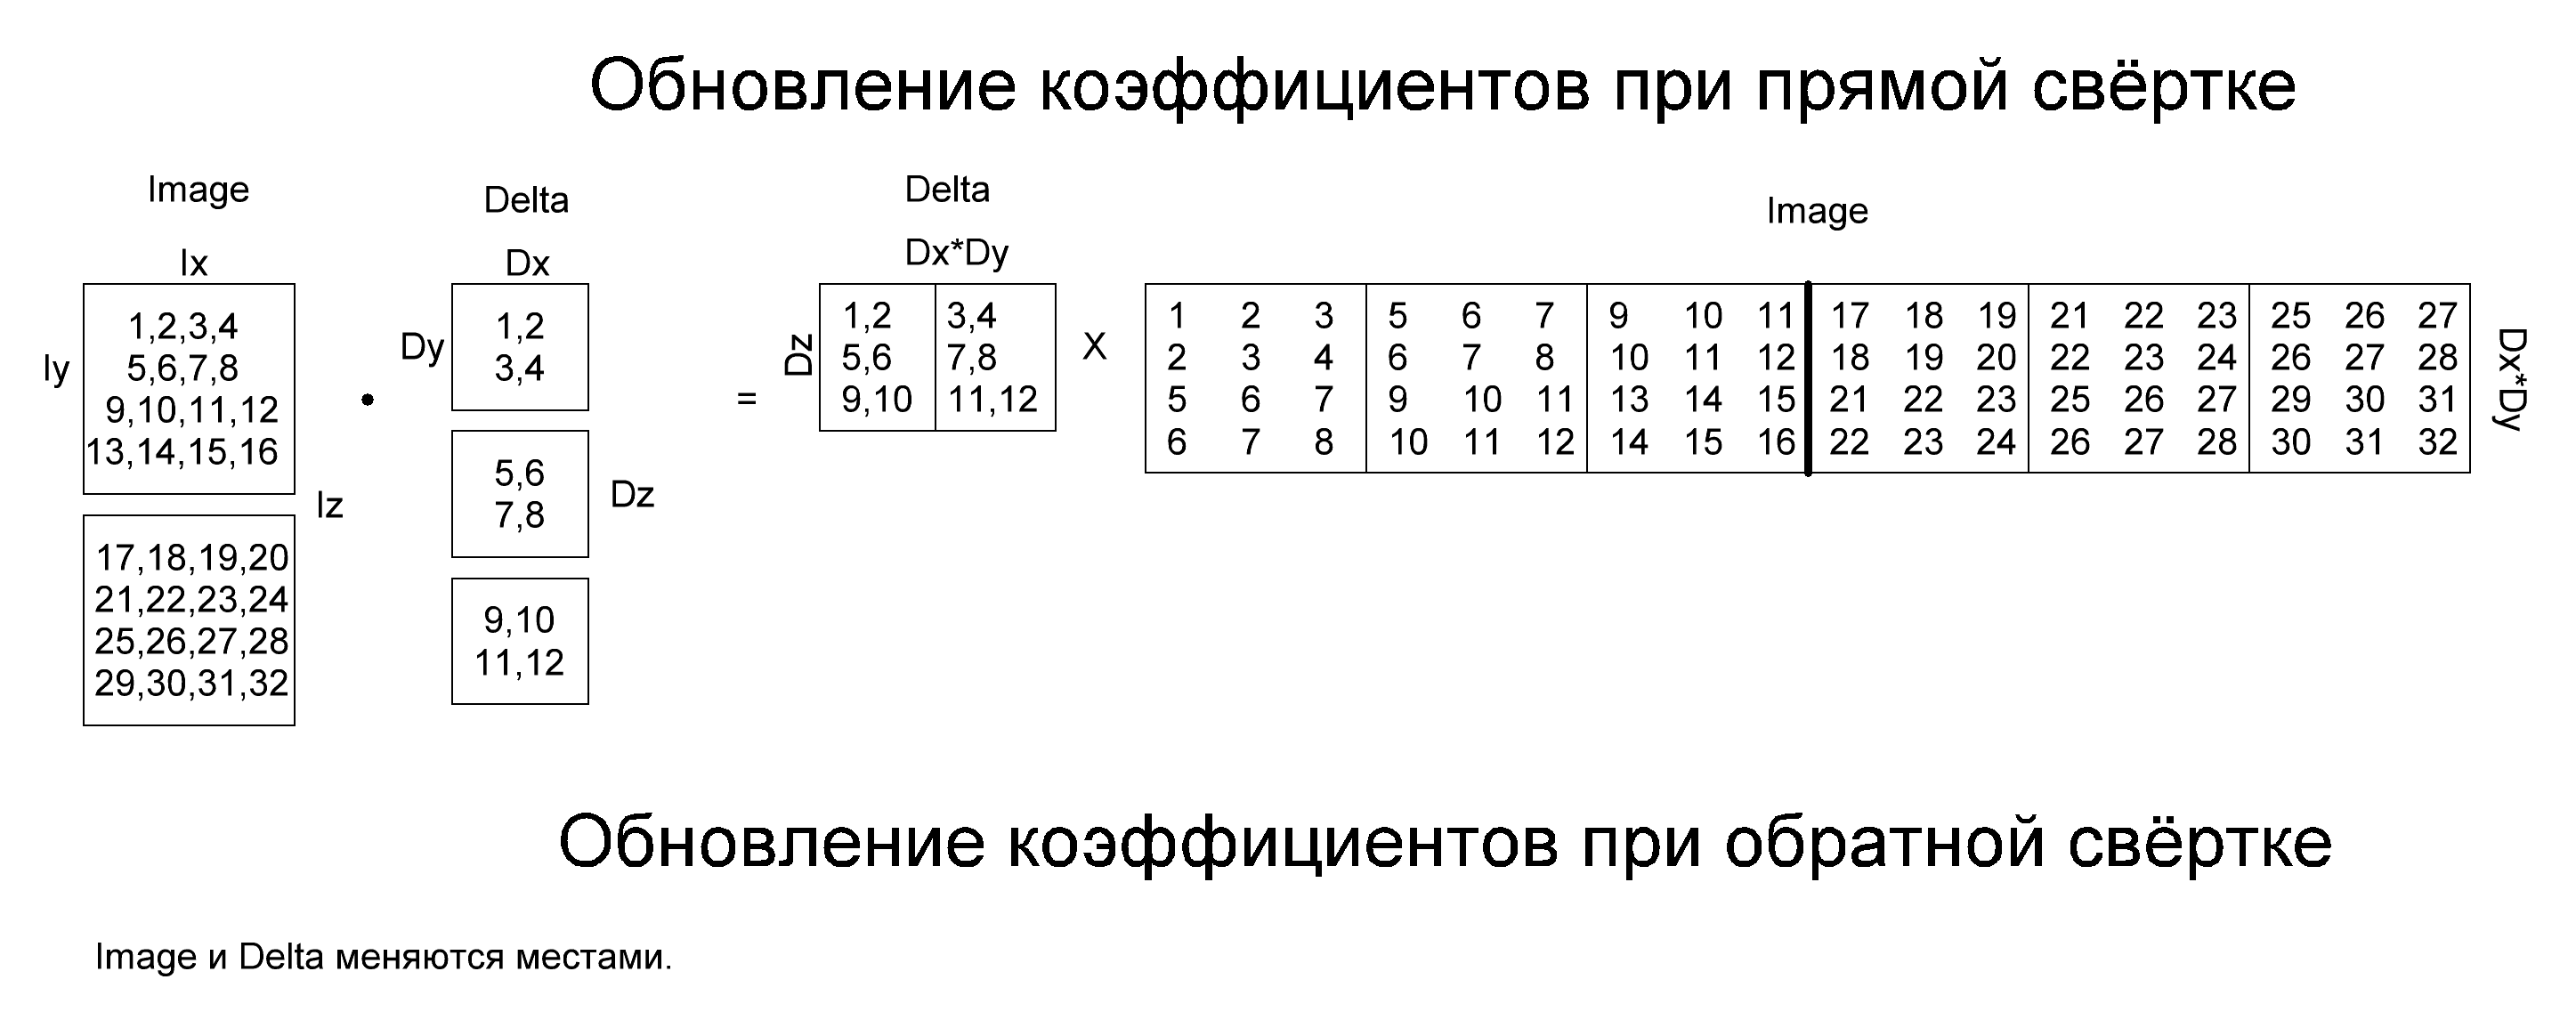 Обновление коэффициентов при прямой свёртке
Image
Ix
Iy
1,2,3,4
5,6,7,8
9,10,11,12
13,14,15,16
Iz
17,18,19,20
21,22,23,24
25,26,27,28
29,30,31,32
•
Delta
Dx
Dy
1,2
3,4
5,6
7,8
Dz
9,10
11,12
=
Delta
Dx*Dy
Dz
1,2 3,4
5,6 7,8
9,10 11,12
X
Image
1 2 3 5 6 7 9 10 11 17 18 19 21 22 23 25 26 27
2 3 4 6 7 8 10 11 12 18 19 20 22 23 24 26 27 28
5 6 7 9 10 11 13 14 15 21 22 23 25 26 27 29 30 31
6 7 8 10 11 12 14 15 16 22 23 24 26 27 28 30 31 32
Dx*Dy
Обновление коэффициентов при обратной свёртке
Image и Delta меняются местами.